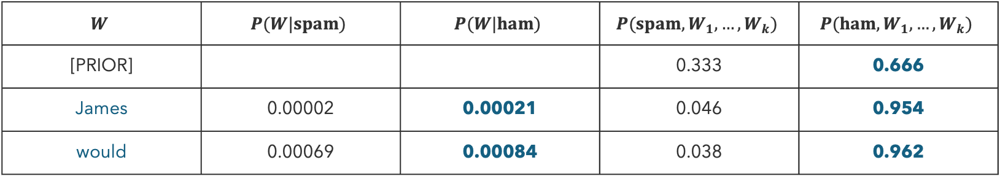 W P(W|spam) P(W|ham) P(spam, W₁, ..., Wₖ) P(ham, W₁, ..., Wₖ)
[PRIOR] 0.333 0.666
James 0.00002 0.00021 0.046 0.954
would 0.00069 0.00084 0.038 0.962